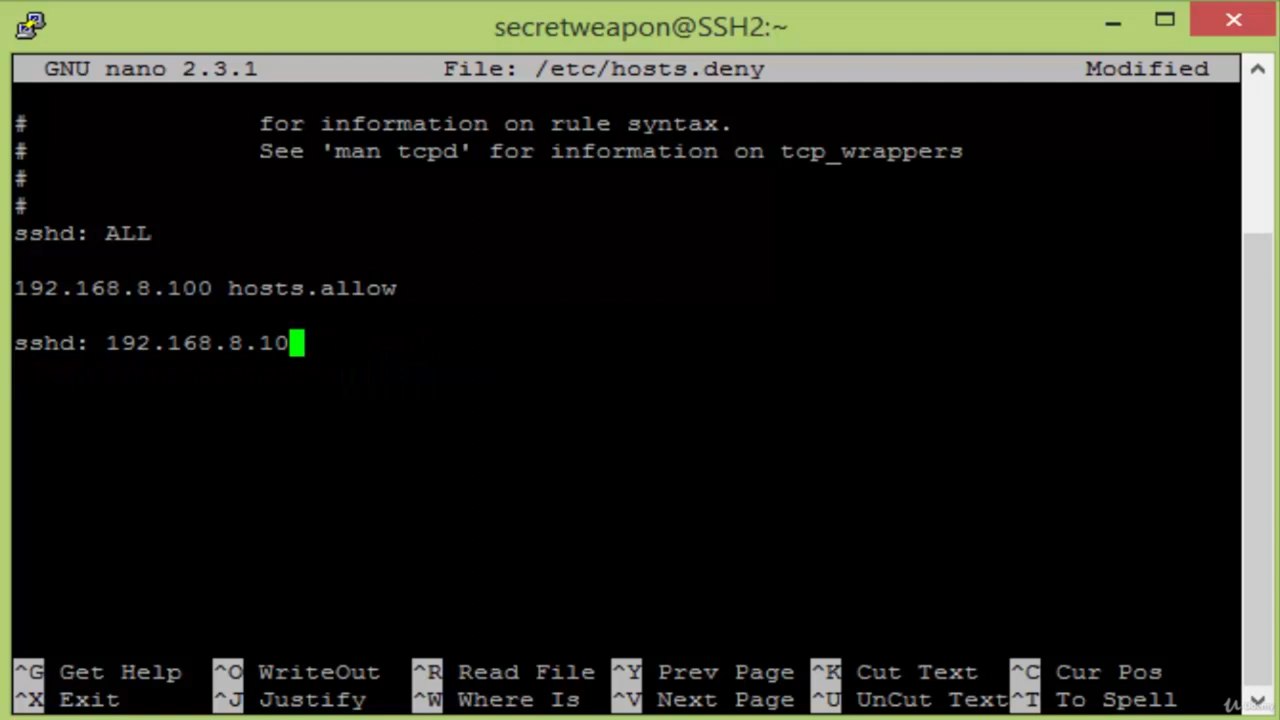 secretweapon@SSH2:~
GNU nano 2.3.1 File: /etc/hosts.deny Modified
# for information on rule syntax.
# See 'man tcpd' for information on tcp_wrappers
#
#
sshd: ALL
192.168.8.100 hosts.allow
sshd: 192.168.8.10
^G Get Help ^O WriteOut ^R Read File ^Y Prev Page ^K Cut Text ^C Cur Pos
^X Exit ^J Justify ^W Where Is ^V Next Page ^U UnCut Text ^T To Spell